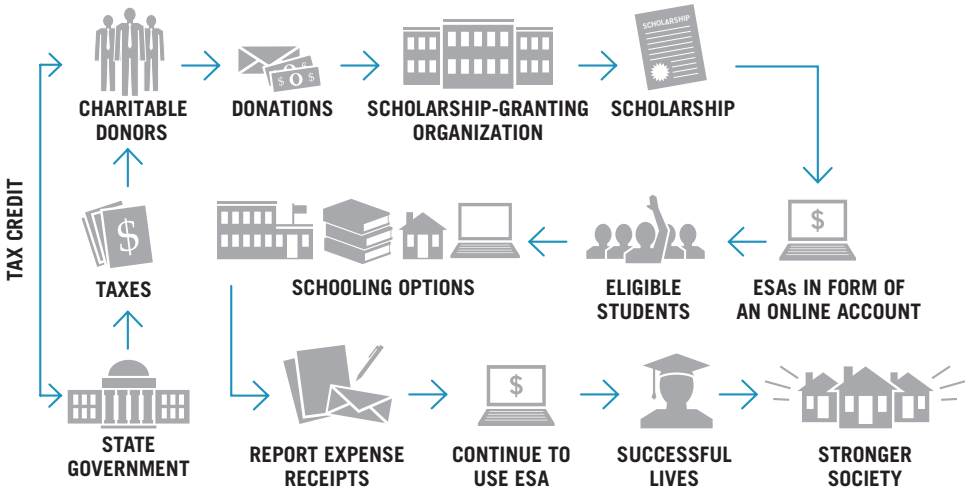 SCHOLARSHIP
CHARITABLE
DONORS
DONATIONS
$ O $
SCHOLARSHIP-GRANTING
ORGANIZATION
SCHOLARSHIP
TAX CREDIT
$
TAXES
SCHOOLING OPTIONS
ELIGIBLE
STUDENTS
$
ESAs IN FORM OF
AN ONLINE ACCOUNT
STATE
GOVERNMENT
REPORT EXPENSE
RECEIPTS
$
CONTINUE TO
USE ESA
SUCCESSFUL
LIVES
STRONGER
SOCIETY